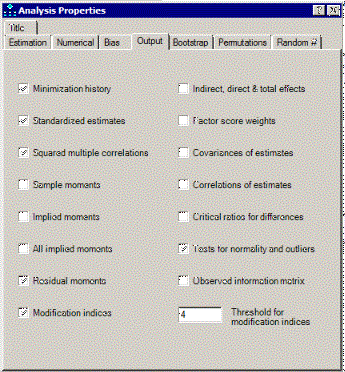 Analysis Properties
Title
Estimation Numerical Bias Output Bootstrap Permutations Random #
Minimization history
Indirect, direct & total effects
Standardized estimates
Factor score weights
Squared multiple correlations
Covariances of estimates
Sample moments
Correlations of estimates
Implied moments
Critical ratios for differences
All implied moments
Tests for normality and outliers
Residual moments
Observed information matrix
Modification indices
4 Threshold for
modification indices